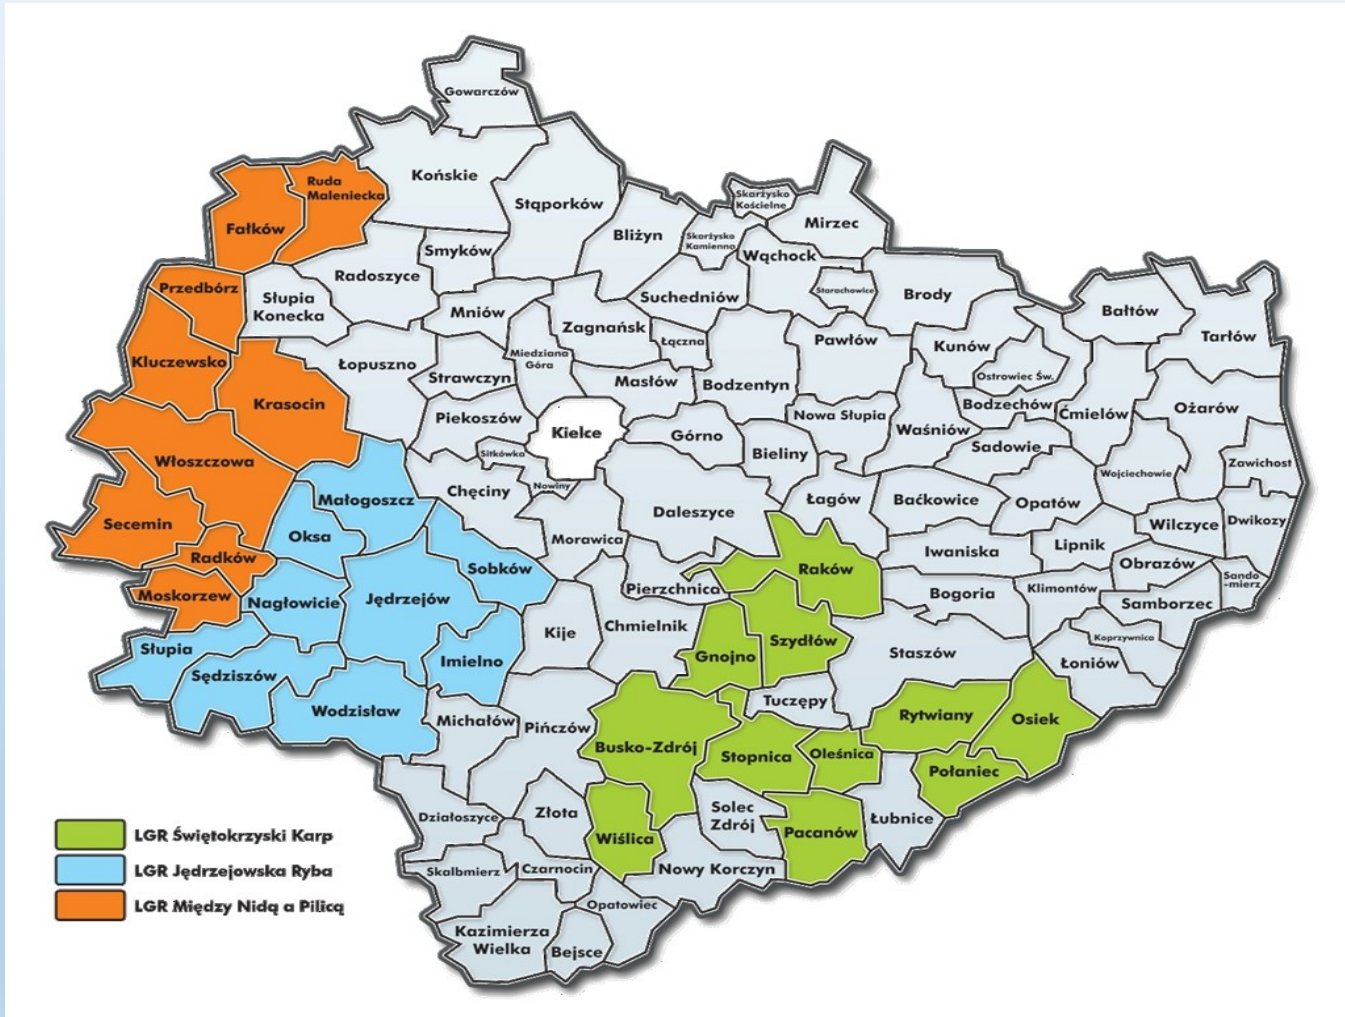 Gowarczów
Końskie
Ruda
Maleniecka
Stąporków
Fałków
Skarżysko
Kościelne
Mirzec
Bliżyn
Skarżysko
Kamienna
Smyków
Wąchock
Radoszyce
Przedbórz
Słupia
Konecka
Suchedniów
Starachowice
Brody
Bałtów
Mniów
Zagnańsk
Łączna
Pawłów
Kunów
Tarłów
Kluczewsko
Łopuszno
Miedziana
Góra
Strawczyn
Masłów
Bodzentyn
Ostrowiec Św.
Krasocin
Piekoszów
Kielce
Nowa Słupia
Bodzechów
Ćmielów
Ożarów
Górno
Waśniów
Sadowie
Sitkówka
Nowiny
Bieliny
Włoszczowa
Wojciechowie
Zawichost
Małogoszcz
Chęciny
Łagów
Baćkowice
Opatów
Secemin
Daleszyce
Wilczyce
Dwikozy
Oksa
Morawica
Iwaniska
Lipnik
Radków
Sobków
Raków
Obrazów
Sando
-mierz
Moskorzew
Nagłowicie
Jędrzejów
Pierzchnica
Bogoria
Klimontów
Samborzec
Kije
Chmielnik
Szydłów
Koprzywnica
Słupia
Sędziszów
Imielno
Gnojno
Staszów
Łoniów
Wodzisław
Michałów
Pińczów
Tuczępy
Rytwiany
Osiek
Busko-Zdrój
Stopnica
Oleśnica
Połaniec
Działoszyce
Złota
Solec
Zdrój
Łubnice
Wiślica
Pacanów
Skalbmierz
Czarnocin
Nowy Korczyn
Opatowiec
Kazimierza
Wielka
Bejsce
LGR Świętokrzyski Karp
LGR Jędrzejowska Ryba
LGR Między Nidą a Pilicą